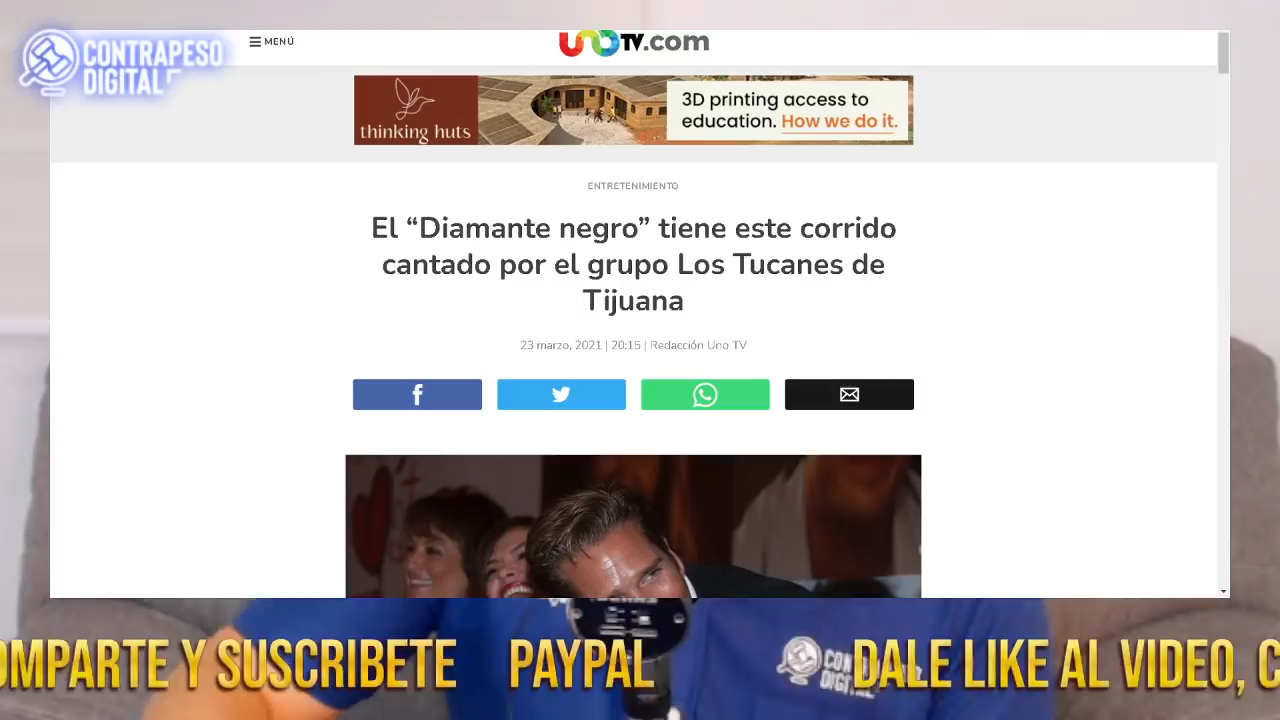 CONTRAPESO
DIGITAL
MENÚ
unoTV.com
thinking huts
3D printing access to
education. How we do it.
ENTRETENIMIENTO
El “Diamante negro” tiene este corrido
cantado por el grupo Los Tucanes de
Tijuana
23 marzo, 2021 | 20:15 | Redacción Uno TV
OMPARTE Y SUSCRIBETE PAYPAL DALE LIKE AL VIDEO, C